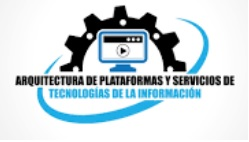 ARQUITECTURA DE PLATAFORMAS Y SERVICIOS DE
TECNOLOGÍAS DE LA INFORMACIÓN